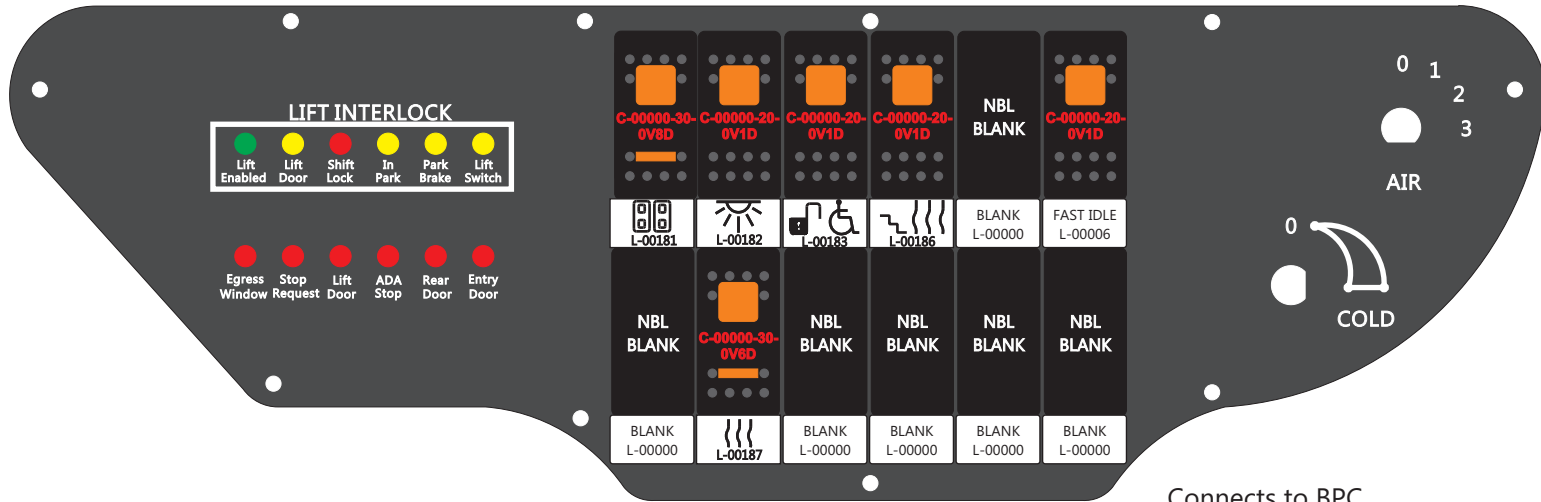 LIFT INTERLOCK
Lift
Enabled
Lift
Door
Shift
Lock
In
Park
Park
Brake
Lift
Switch
Egress
Window
Stop
Request
Lift
Door
ADA
Stop
Rear
Door
Entry
Door
C-00000-30-
0V8D
C-00000-20-
0V1D
C-00000-20-
0V1D
C-00000-20-
0V1D
NBL
BLANK
C-00000-20-
0V1D
L-00181
L-00182
L-00183
L-00186
BLANK
L-00000
FAST IDLE
L-00006
NBL
BLANK
C-00000-30-
0V6D
NBL
BLANK
NBL
BLANK
NBL
BLANK
NBL
BLANK
BLANK
L-00000
L-00187
BLANK
L-00000
BLANK
L-00000
BLANK
L-00000
BLANK
L-00000
0
1
2
3
AIR
0
COLD
Connects to BPC